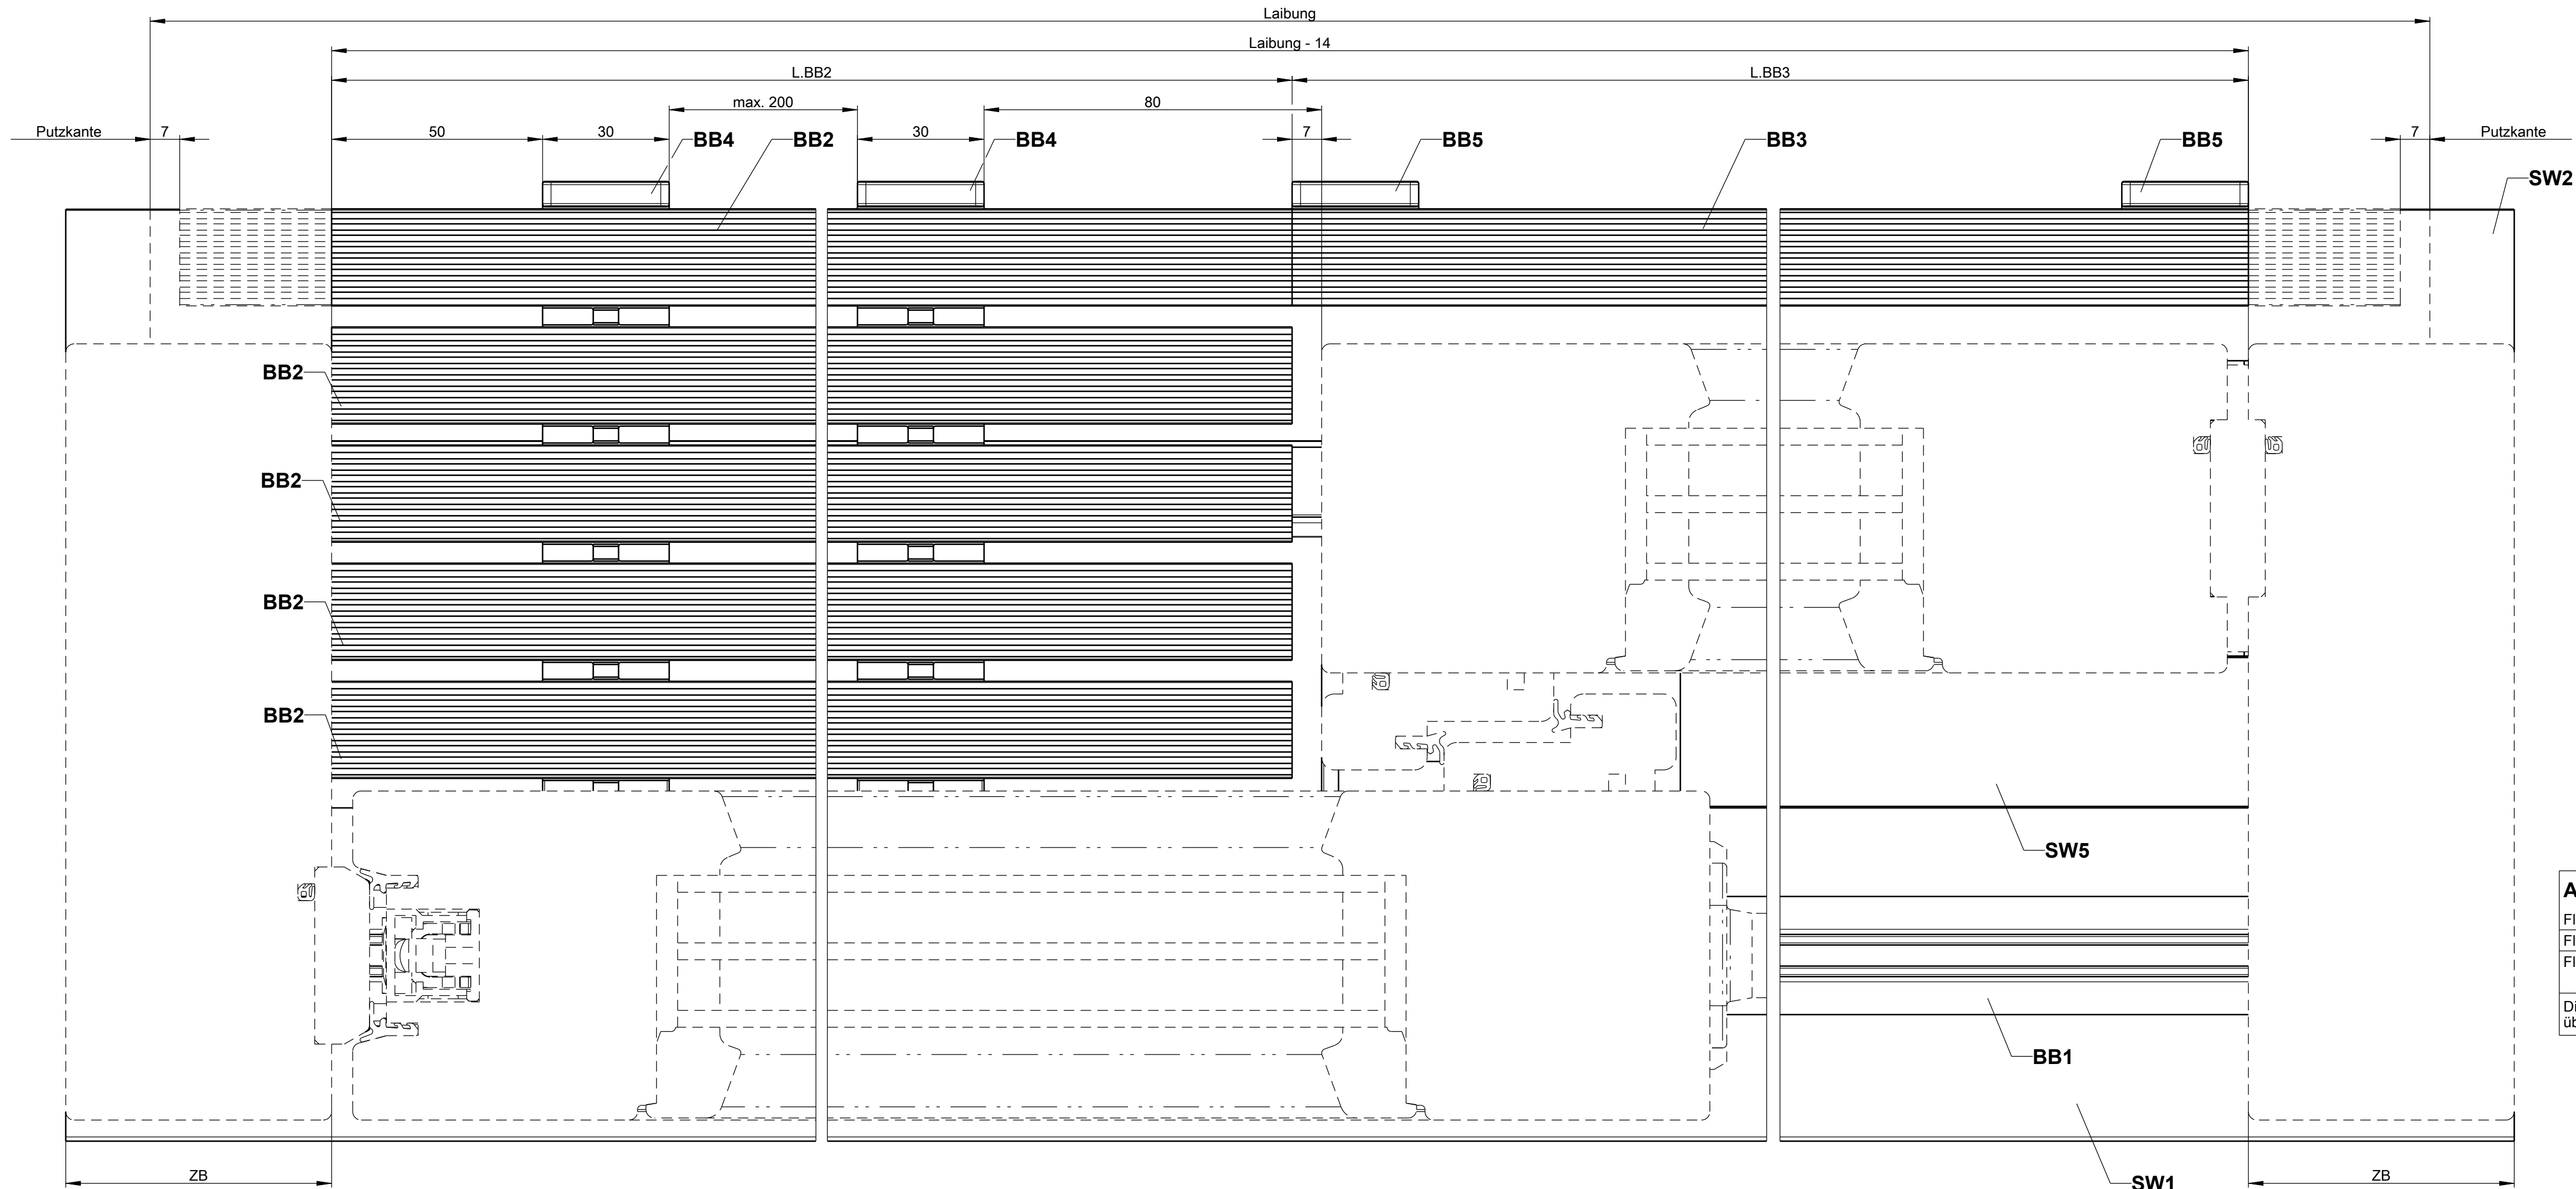 Laibung
Laibung - 14
L.BB2
L.BB3
max. 200
80
Putzkante
7
50
30
BB4
BB2
30
BB4
7
BB5
BB3
BB5
7
Putzkante
SW2
BB2
BB2
BB2
BB2
SW5
BB1
ZB
SW1
ZB